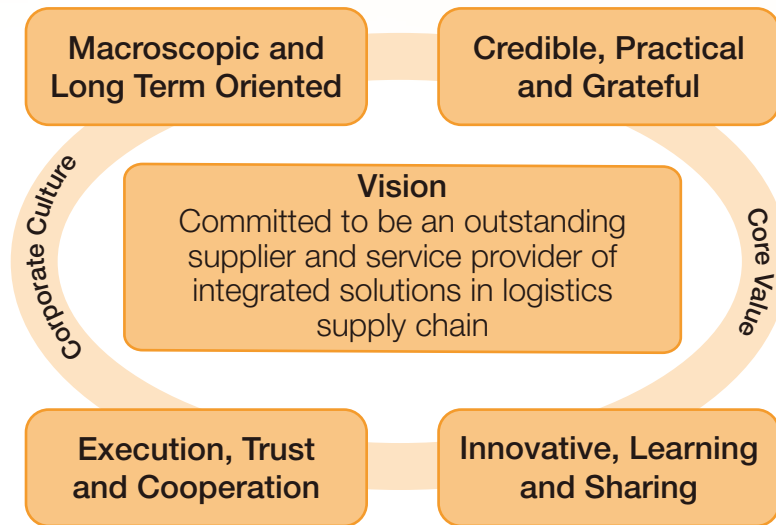 Macroscopic and
Long Term Oriented
Credible, Practical
and Grateful
Corporate Culture
Vision
Committed to be an outstanding
supplier and service provider of
integrated solutions in logistics
supply chain
Core Value
Execution, Trust
and Cooperation
Innovative, Learning
and Sharing